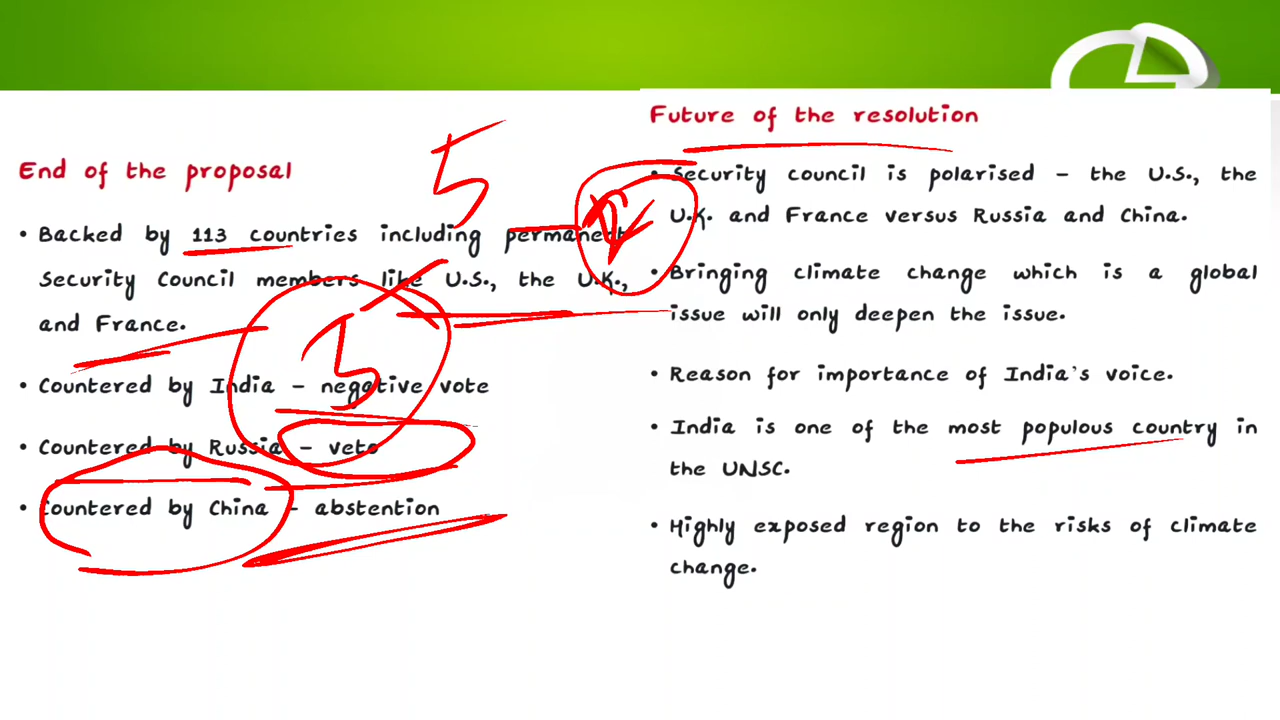 End of the proposal
• Backed by 113 countries including permanent
Security Council members like U.S., the U.K.,
and France.
• Countered by India – negative vote
• Countered by Russia – veto
• Countered by China – abstention
5
5
Future of the resolution
• Security council is polarised – the U.S., the
U.K. and France versus Russia and China.
• Bringing climate change which is a global
issue will only deepen the issue.
• Reason for importance of India's voice.
• India is one of the most populous country in
the UNSC.
• Highly exposed region to the risks of climate
change.